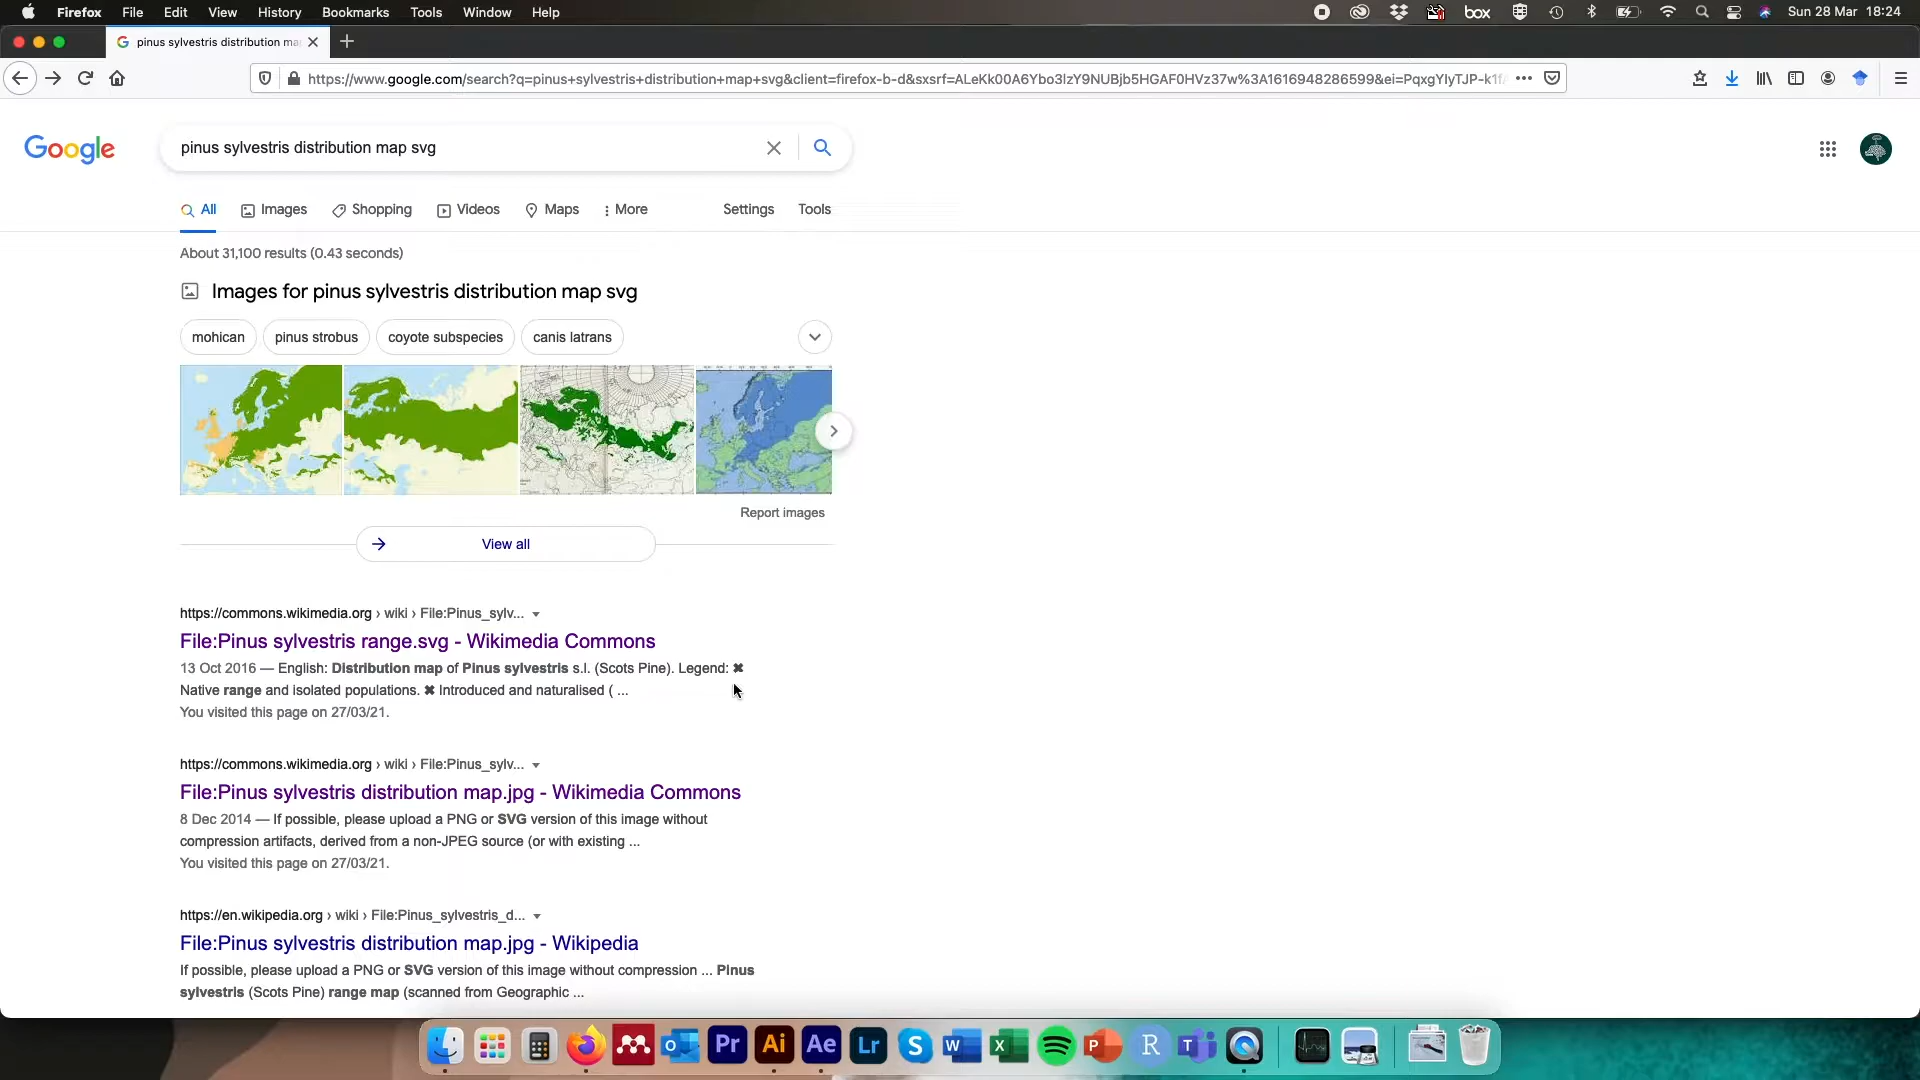 Firefox File Edit View History Bookmarks Tools Window Help
box
Sun 28 Mar 18:24
pinus sylvestris distribution ma
https://www.google.com/search?q=pinus+sylvestris+distribution+map+svg&client=firefox-b-d&sxsrf=ALeKk00A6Ybo3IzY9NUBjb5HGAF0HVz37w%3A1616948286599&ei=PqxgYIyTJP-k1f
Google
pinus sylvestris distribution map svg
All Images Shopping Videos Maps More Settings Tools
About 31,100 results (0.43 seconds)
Images for pinus sylvestris distribution map svg
mohican pinus strobus coyote subspecies canis latrans
Report images
View all
https://commons.wikimedia.org › wiki › File:Pinus_sylv...
File:Pinus sylvestris range.svg - Wikimedia Commons
13 Oct 2016 — English: Distribution map of Pinus sylvestris s.l. (Scots Pine). Legend: ✖
Native range and isolated populations. ✖ Introduced and naturalised ( ...
You visited this page on 27/03/21.
https://commons.wikimedia.org › wiki › File:Pinus_sylv...
File:Pinus sylvestris distribution map.jpg - Wikimedia Commons
8 Dec 2014 — If possible, please upload a PNG or SVG version of this image without
compression artifacts, derived from a non-JPEG source (or with existing ...
You visited this page on 27/03/21.
https://en.wikipedia.org › wiki › File:Pinus_sylvestris_d...
File:Pinus sylvestris distribution map.jpg - Wikipedia
If possible, please upload a PNG or SVG version of this image without compression ... Pinus
sylvestris (Scots Pine) range map (scanned from Geographic ...
O Pr Ai Ae Lr S W X P R T